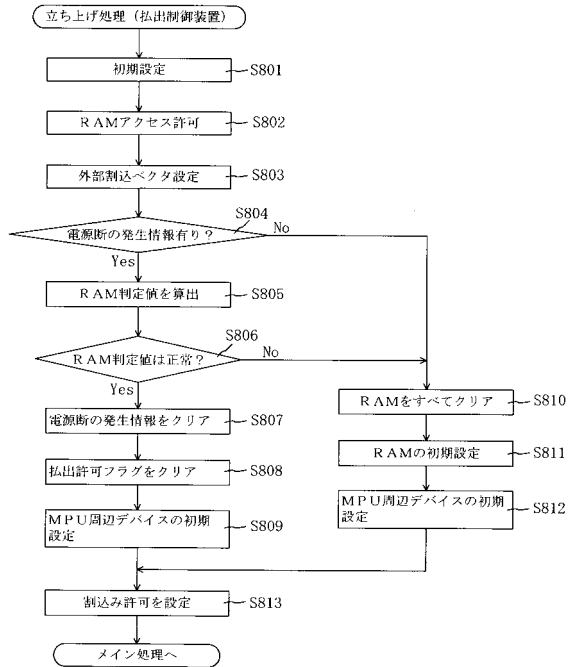 立ち上げ処理（払出制御装置）
初期設定
S801
RAMアクセス許可
S802
外部割込ベクタ設定
S803
S804
電源断の発生情報有り？
No
Yes
RAM判定値を算出
S805
S806
RAM判定値は正常？
No
Yes
電源断の発生情報をクリア
S807
払出許可フラグをクリア
S808
MPU周辺デバイスの初期
設定
S809
RAMをすべてクリア
S810
RAMの初期設定
S811
MPU周辺デバイスの初期
設定
S812
割込み許可を設定
S813
メイン処理へ